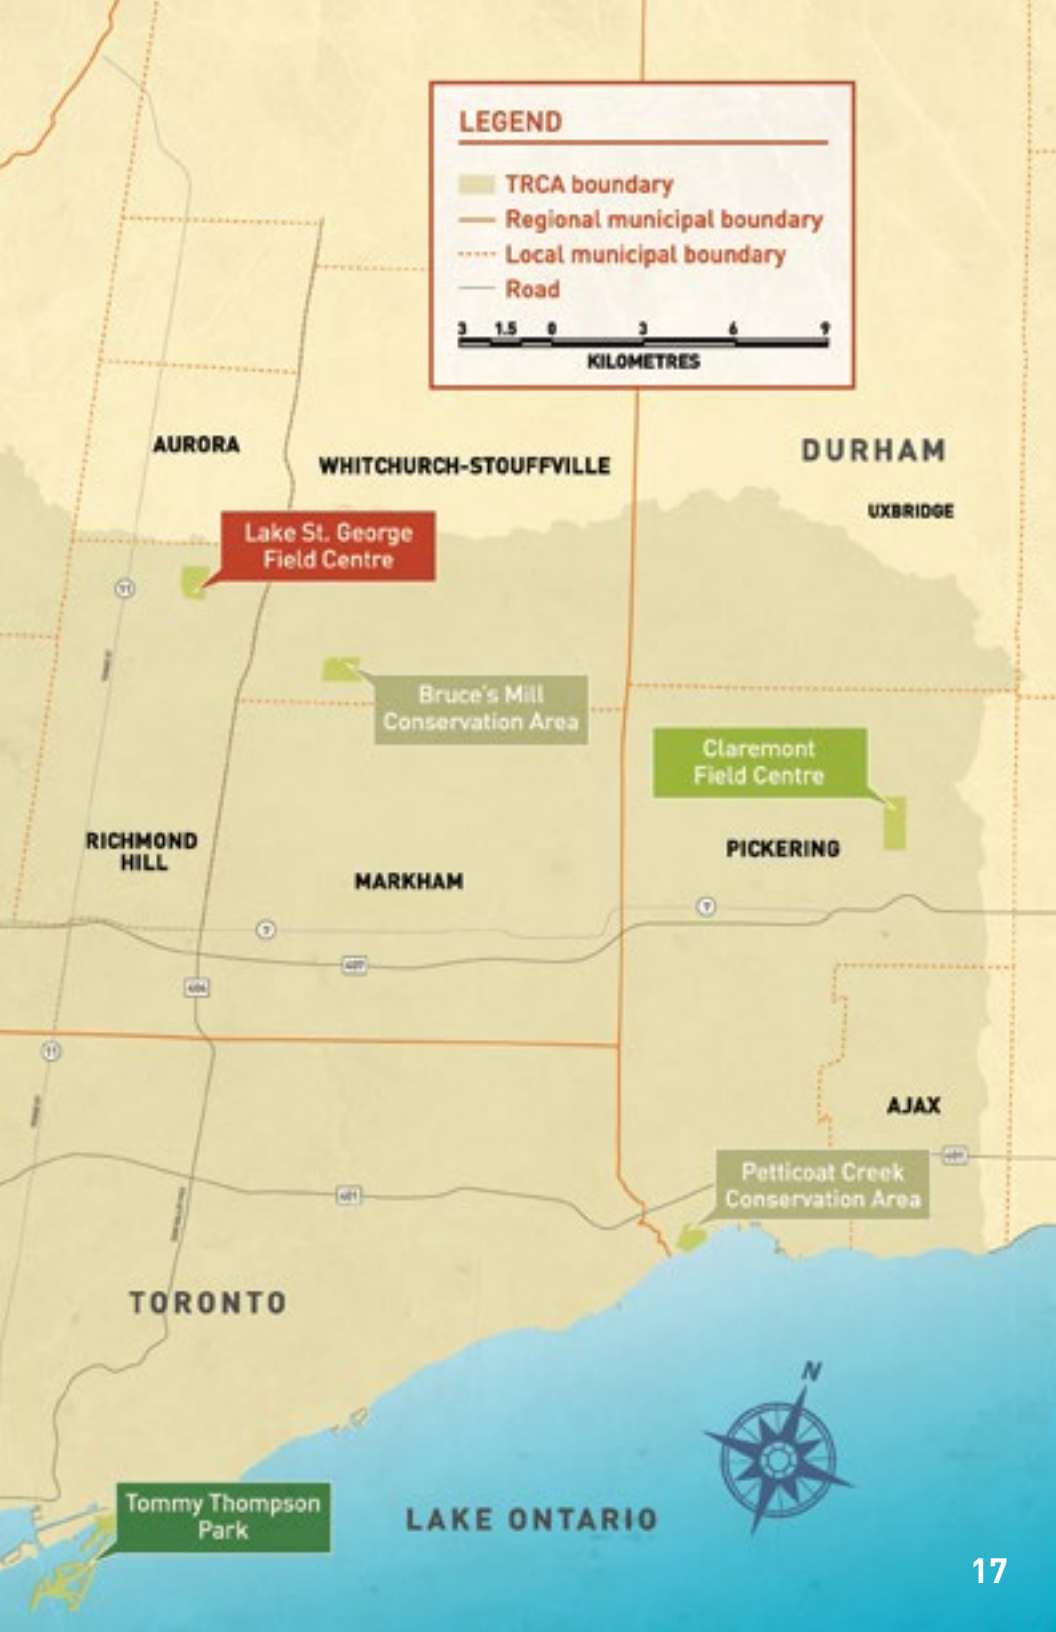 LEGEND
TRCA boundary
Regional municipal boundary
Local municipal boundary
Road
3 1.5 0 3 6 9
KILOMETRES
AURORA
WHITCHURCH-STOUFFVILLE
DURHAM
UXBRIDGE
Lake St. George
Field Centre
11
Bruce's Mill
Conservation Area
Claremont
Field Centre
RICHMOND
HILL
MARKHAM
PICKERING
7
7
407
404
11
AJAX
401
Petticoat Creek
Conservation Area
401
TORONTO
N
Tommy Thompson
Park
LAKE ONTARIO
17